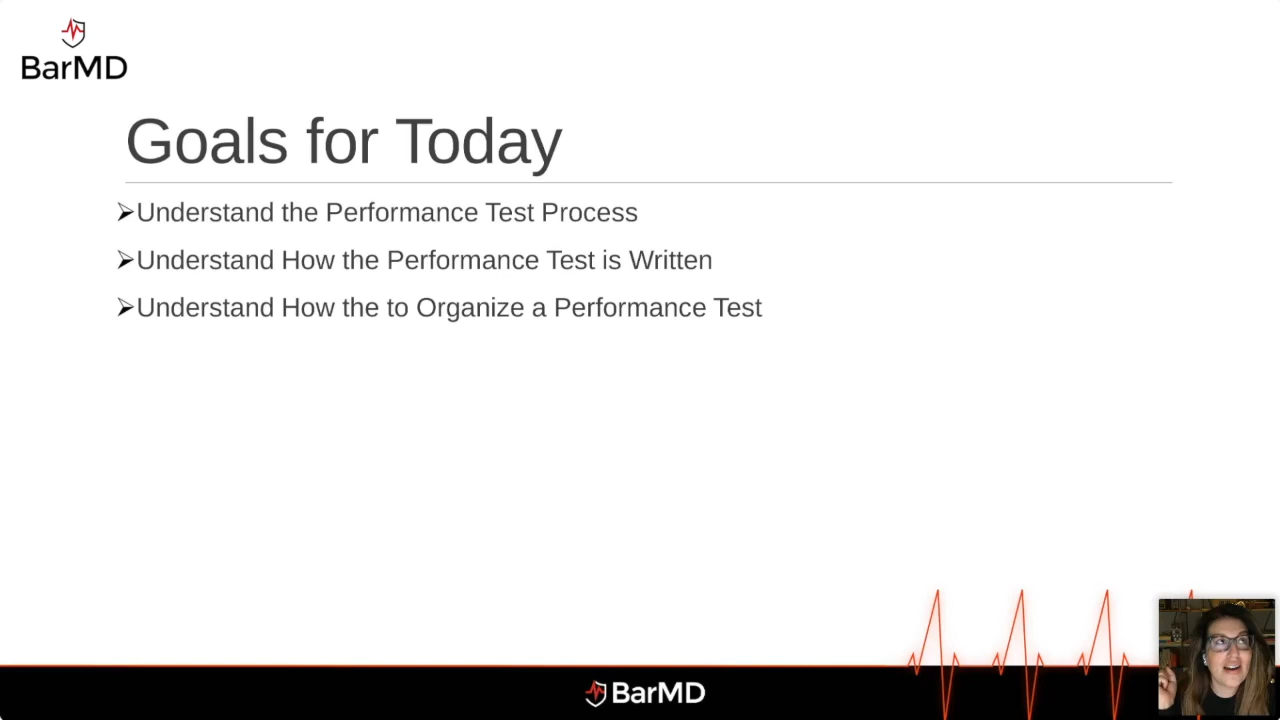 BarMD
Goals for Today
Understand the Performance Test Process
Understand How the Performance Test is Written
Understand How the to Organize a Performance Test
BarMD